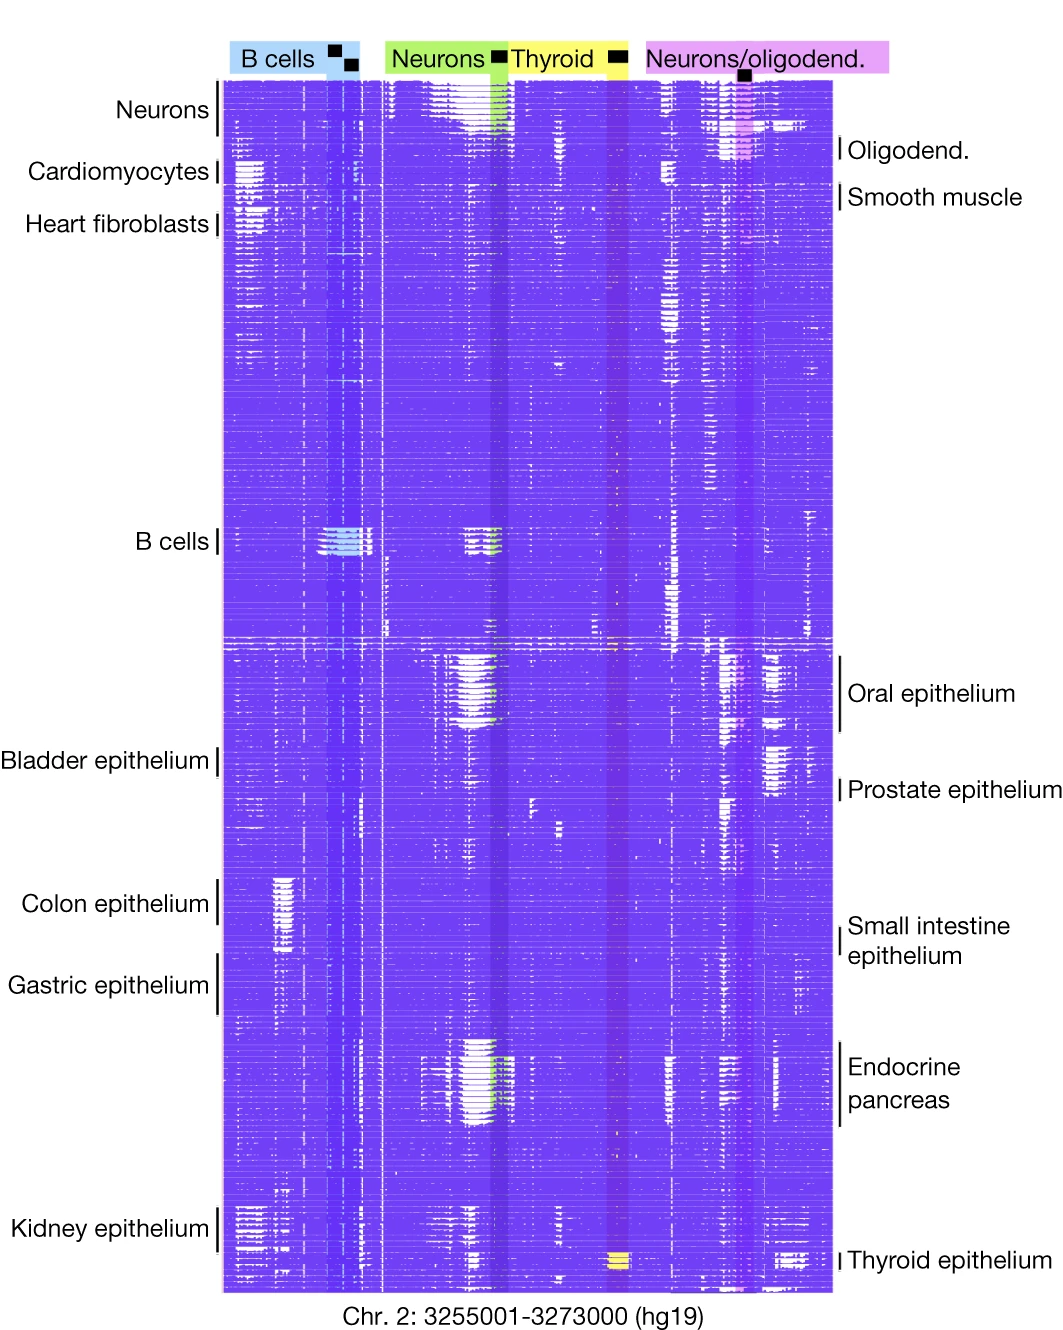 B cells
Neurons
Thyroid
Neurons/oligodend.
Neurons
Oligodend.
Cardiomyocytes
Smooth muscle
Heart fibroblasts
B cells
Oral epithelium
Bladder epithelium
Prostate epithelium
Colon epithelium
Small intestine
epithelium
Gastric epithelium
Endocrine
pancreas
Kidney epithelium
Thyroid epithelium
Chr. 2: 3255001-3273000 (hg19)